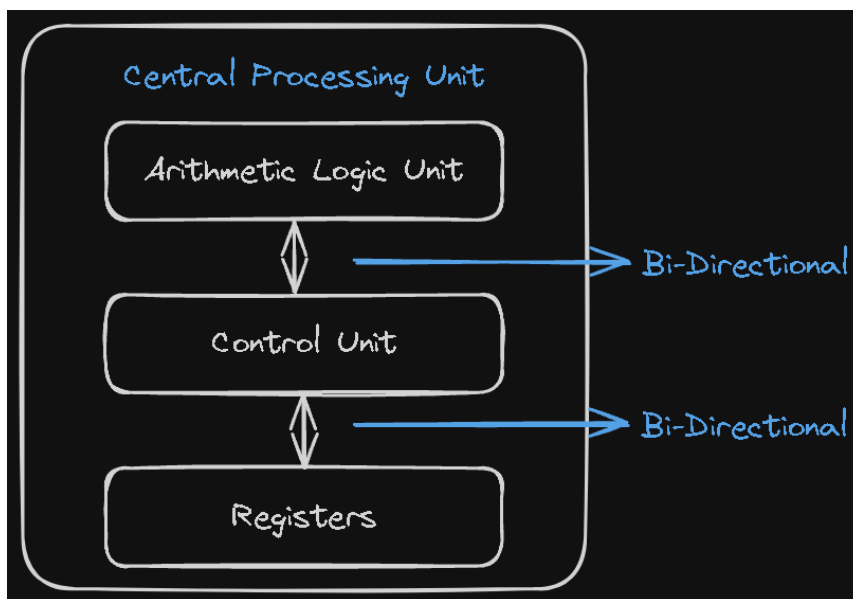 Central Processing Unit
Arithmetic Logic Unit
Bi-Directional
Control Unit
Bi-Directional
Registers